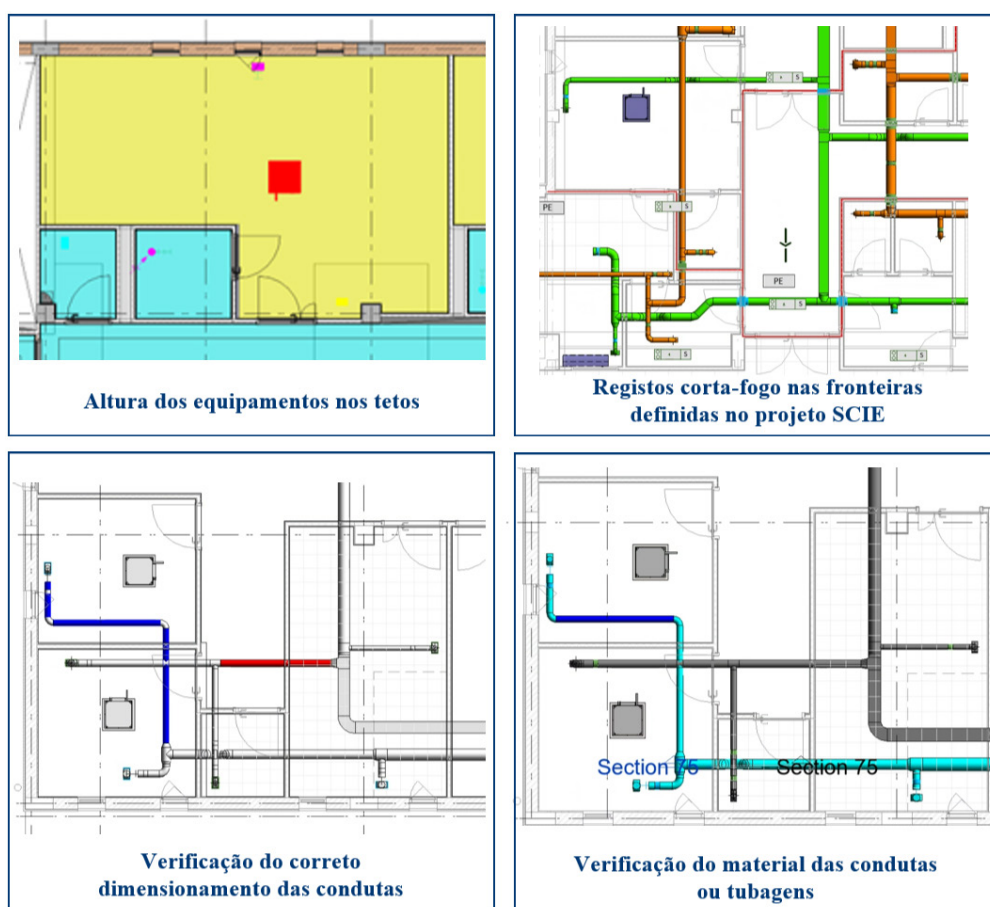 Altura dos equipamentos nos tetos
S
PE
S
PE
S
S
S
Registos corta-fogo nas fronteiras
definidas no projeto SCIE
Verificação do correto
dimensionamento das condutas
Section 75
Section 75
Verificação do material das condutas
ou tubagens